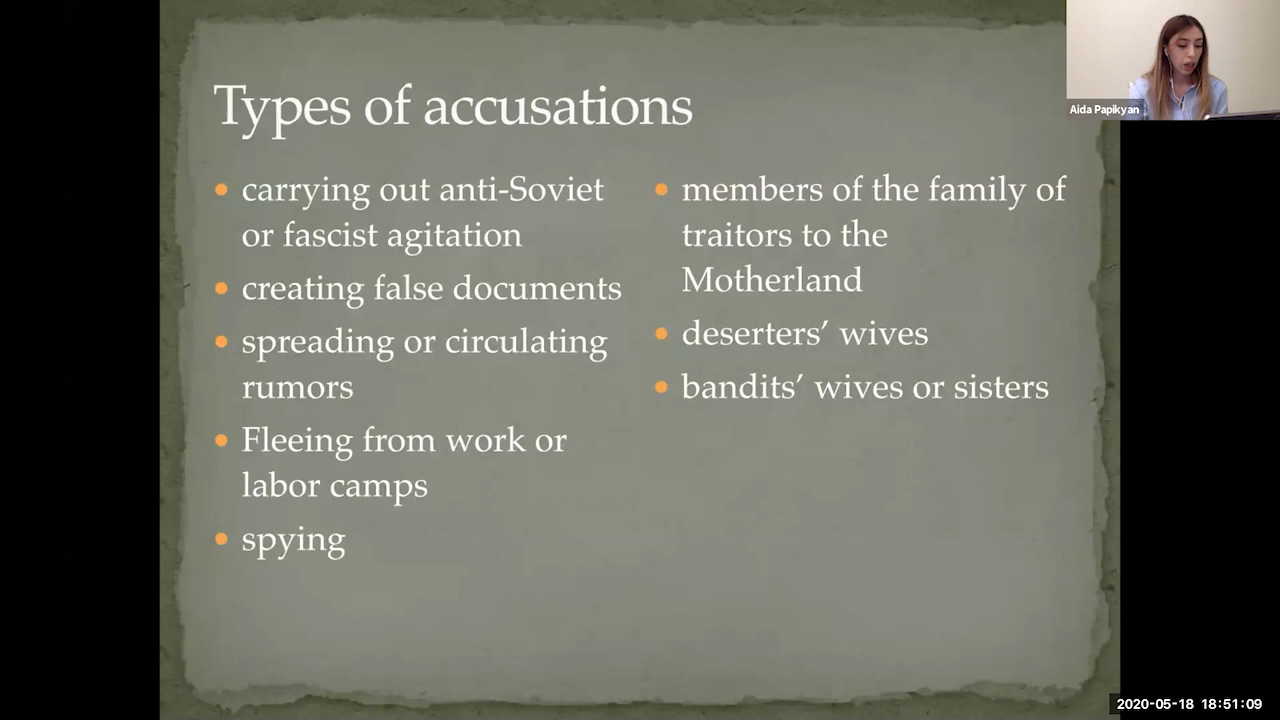 Types of accusations
carrying out anti-Soviet
or fascist agitation
creating false documents
spreading or circulating
rumors
Fleeing from work or
labor camps
spying
members of the family of
traitors to the
Motherland
deserters’ wives
bandits’ wives or sisters
Aida Papikyan
2020-05-18 18:51:09